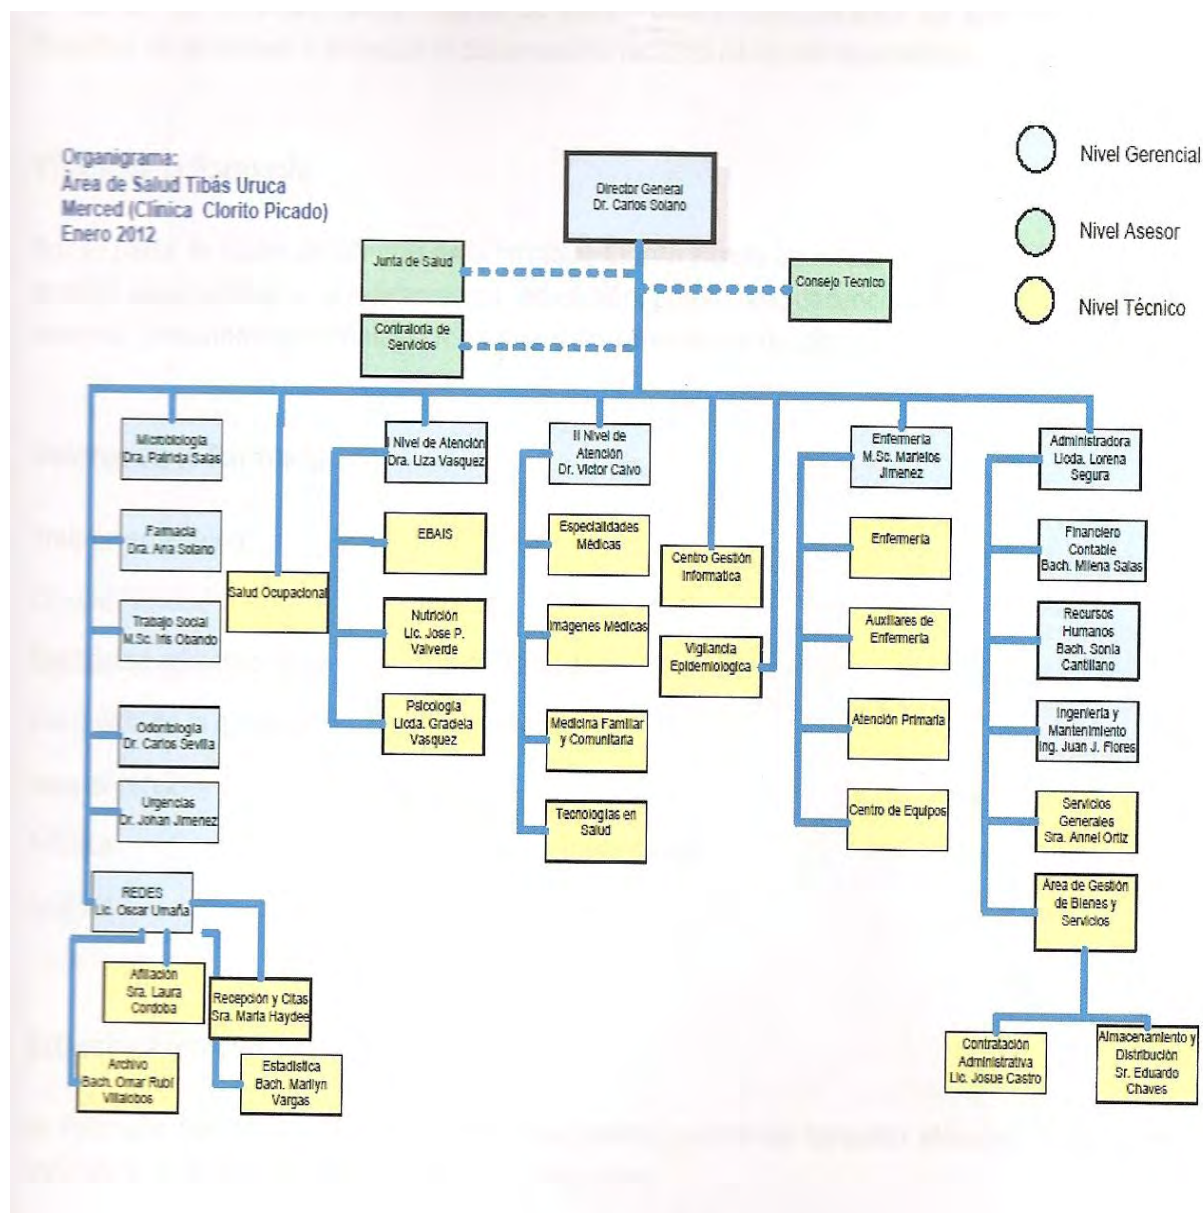 Organigrama:
Área de Salud Tibás Uruca
Merced (Clínica Clorito Picado)
Enero 2012
Director General
Dr. Carlos Solano
Nivel Gerencial
Nivel Asesor
Nivel Técnico
Junta de Salud
Consejo Tecnico
Contraloria de
Servicios
Microbiología
Dra. Patricia Salas
Farmacia
Dra. Ana Solano
Trabajo Social
M.Sc. Iris Obando
Odontología
Dr. Carlos Sevilla
Urgencias
Dr. Johan Jimenez
REDES
Lic. Oscar Umaña
Afiliación
Sra. Laura
Cordoba
Recepción y Citas
Sra. María Haydee
Archivo
Bach. Omar Rubí
Villalobos
Estadistica
Bach. Marilyn
Vargas
Salud Ocupacional
I Nivel de Atención
Dra. Liza Vasquez
EBAIS
Nutrición
Lic. Jose P.
Valverde
Psicología
Licda. Graciela
Vasquez
II Nivel de
Atención
Dr. Victor Calvo
Especialidades
Médicas
Imágenes Médicas
Medicina Familiar
y Comunitaria
Tecnologías en
Salud
Centro Gestión
Informatica
Vigilancia
Epidemiologica
Enfermería
M.Sc. Marielos
Jimenez
Enfermería
Auxiliares de
Enfermería
Atención Primaria
Centro de Equipos
Administradora
Licda. Lorena
Segura
Financiero
Contable
Bach. Milena Salas
Recursos
Humanos
Bach. Sonia
Cantillano
Ingeniería y
Mantenimiento
Ing. Juan J. Flores
Servicios
Generales
Sra. Annel Ortiz
Área de Gestión
de Bienes y
Servicios
Contratación
Administrativa
Lic. Josue Castro
Almacenamiento y
Distribución
Sr. Eduardo
Chaves